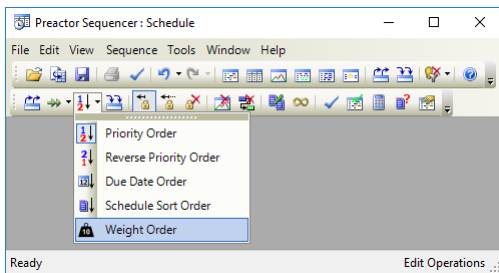 Preactor Sequencer : Schedule
File Edit View Sequence Tools Window Help
Priority Order
Reverse Priority Order
Due Date Order
Schedule Sort Order
Weight Order
Ready Edit Operations